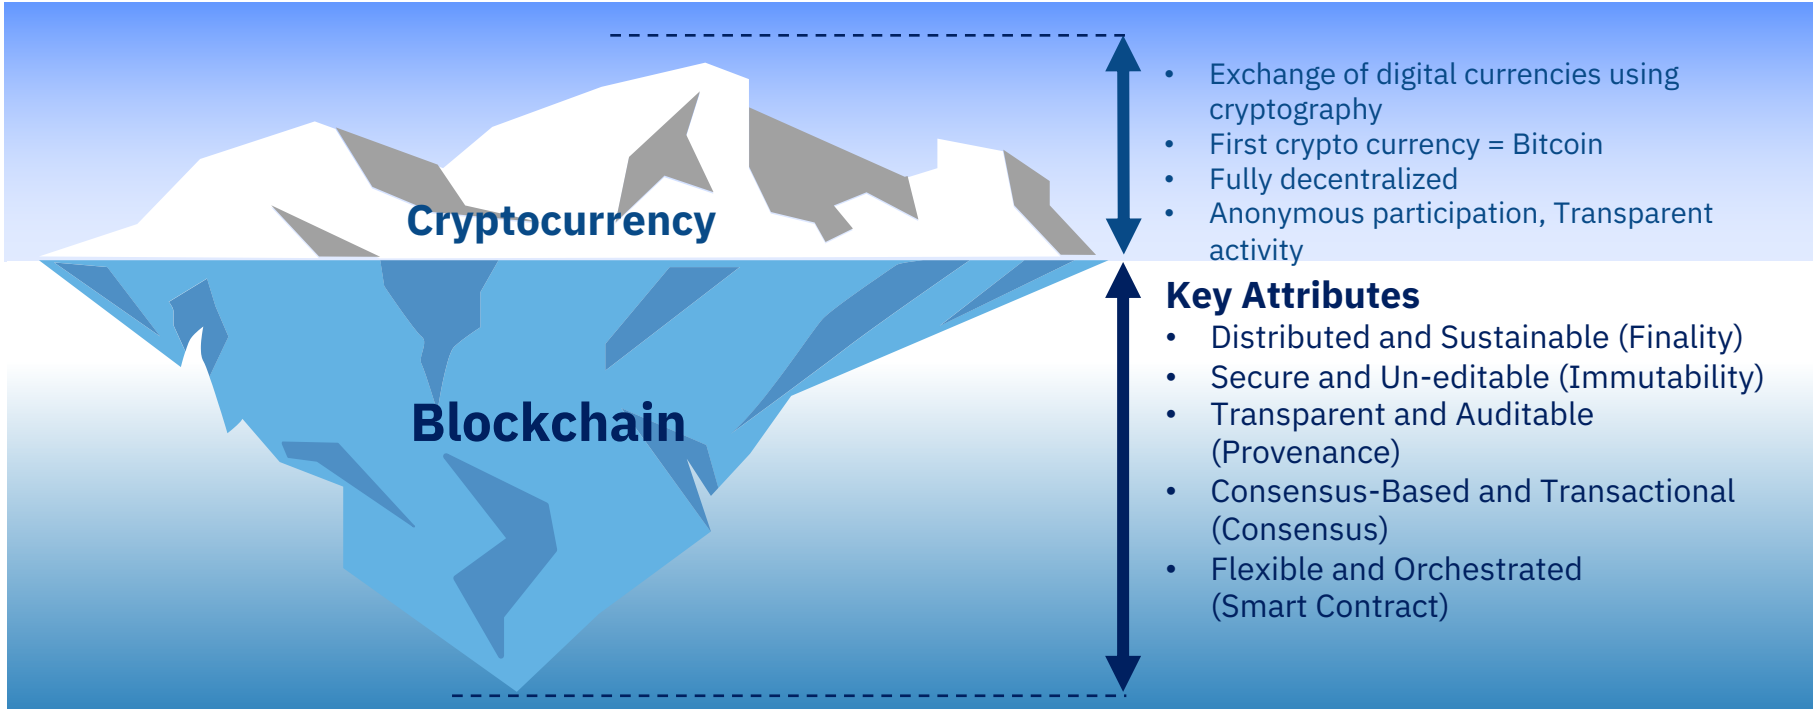 Cryptocurrency
• Exchange of digital currencies using
cryptography
• First crypto currency = Bitcoin
• Fully decentralized
• Anonymous participation, Transparent
activity
Blockchain
Key Attributes
• Distributed and Sustainable (Finality)
• Secure and Un-editable (Immutability)
• Transparent and Auditable
(Provenance)
• Consensus-Based and Transactional
(Consensus)
• Flexible and Orchestrated
(Smart Contract)